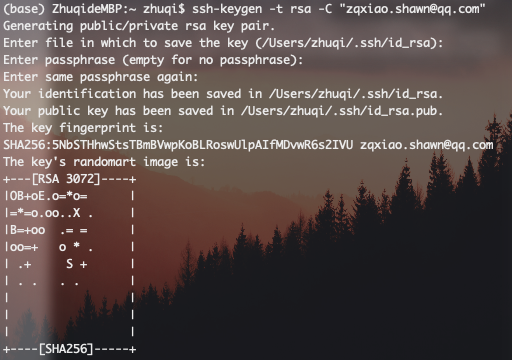 (base) ZhuqideMBP:~ zhuqi$ ssh-keygen -t rsa -C "zqxiao.shawn@qq.com"
Generating public/private rsa key pair.
Enter file in which to save the key (/Users/zhuqi/.ssh/id_rsa):
Enter passphrase (empty for no passphrase):
Enter same passphrase again:
Your identification has been saved in /Users/zhuqi/.ssh/id_rsa.
Your public key has been saved in /Users/zhuqi/.ssh/id_rsa.pub.
The key fingerprint is:
SHA256:5NbSTHhwStsTBmBVwpKoBLRoswUlpAIfMDvwR6s2IVU zqxiao.shawn@qq.com
The key's randomart image is:
+---[RSA 3072]----+
|OB+oE.o=*o=      |
|=*=o.oo..X .     |
|B=+oo  .= =      |
|oo=+   o * .     |
| .+     S +      |
| . .   . .       |
|                 |
|                 |
|                 |
+----[SHA256]-----+